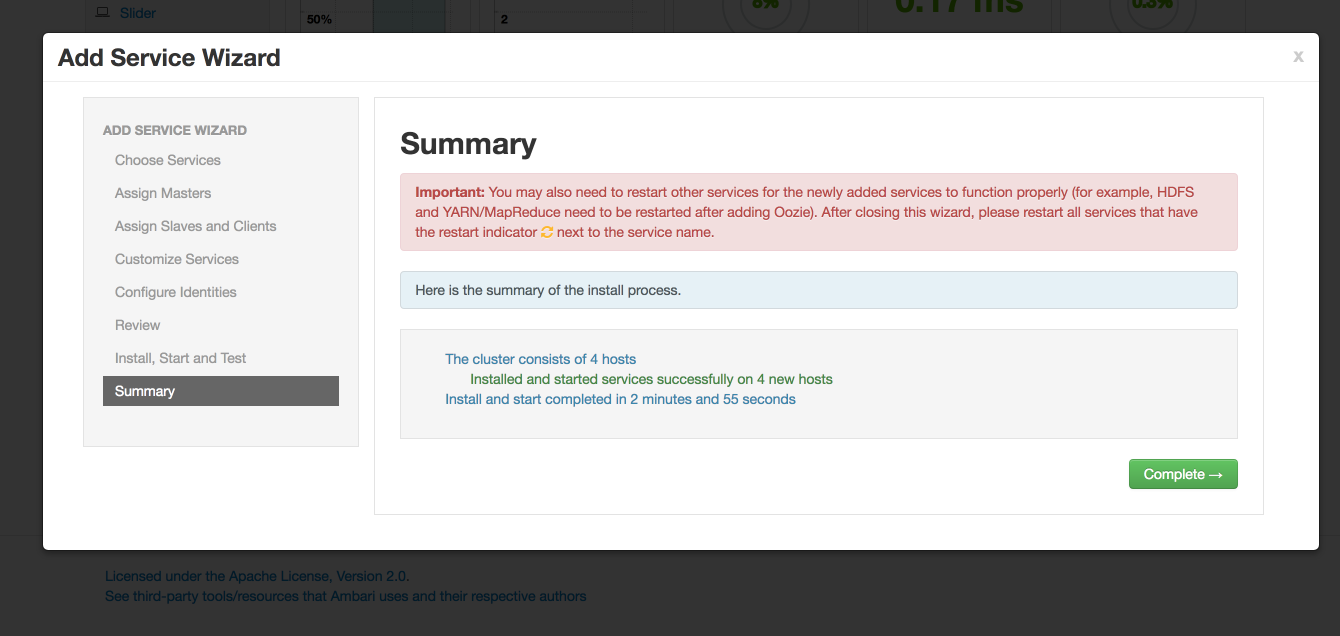 Slider
50%
2
8%
0.17 ms
0.3%
Add Service Wizard
x
ADD SERVICE WIZARD
Choose Services
Assign Masters
Assign Slaves and Clients
Customize Services
Configure Identities
Review
Install, Start and Test
Summary
Summary
Important: You may also need to restart other services for the newly added services to function properly (for example, HDFS
and YARN/MapReduce need to be restarted after adding Oozie). After closing this wizard, please restart all services that have
the restart indicator next to the service name.
Here is the summary of the install process.
The cluster consists of 4 hosts
Installed and started services successfully on 4 new hosts
Install and start completed in 2 minutes and 55 seconds
Complete →
Licensed under the Apache License, Version 2.0.
See third-party tools/resources that Ambari uses and their respective authors